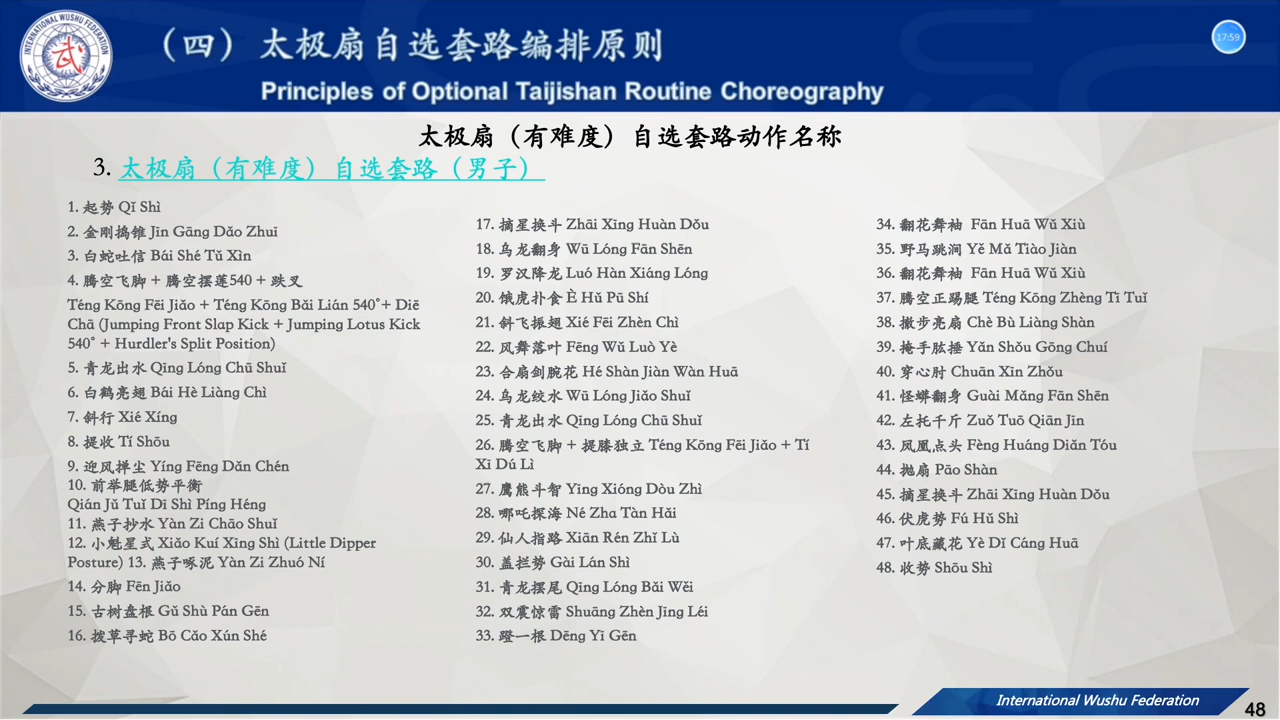 INTERNATIONAL WUSHU FEDERATION
武
（四）太极扇自选套路编排原则
17:59
Principles of Optional Taijishan Routine Choreography
太极扇（有难度）自选套路动作名称
3. 太极扇（有难度）自选套路（男子）
1. 起势 Qǐ Shì
2. 金刚捣锥 Jin Gāng Dǎo Zhuī
3. 白蛇吐信 Bái Shé Tǔ Xìn
4. 腾空飞脚 + 腾空摆莲540 + 跌叉
Téng Kōng Fēi Jiǎo + Téng Kōng Bǎi Lián 540˚+ Diē
Chā (Jumping Front Slap Kick + Jumping Lotus Kick
540˚ + Hurdler's Split Position)
5. 青龙出水 Qīng Lóng Chū Shuǐ
6. 白鹤亮翅 Bái Hè Liàng Chì
7. 斜行 Xié Xíng
8. 提收 Tí Shōu
9. 迎风掸尘 Yíng Fēng Dǎn Chén
10. 前举腿低势平衡
Qián Jǔ Tuǐ Dī Shì Píng Héng
11. 燕子抄水 Yàn Zi Chāo Shuǐ
12. 小魁星式 Xiǎo Kuí Xīng Shì (Little Dipper
Posture) 13. 燕子啄泥 Yàn Zi Zhuó Ní
14. 分脚 Fēn Jiǎo
15. 古树盘根 Gǔ Shù Pán Gēn
16. 拨草寻蛇 Bō Cǎo Xún Shé
17. 摘星换斗 Zhāi Xīng Huàn Dǒu
18. 乌龙翻身 Wū Lóng Fān Shēn
19. 罗汉降龙 Luó Hàn Xiáng Lóng
20. 饿虎扑食 È Hǔ Pū Shí
21. 斜飞振翅 Xié Fēi Zhèn Chì
22. 风舞落叶 Fēng Wǔ Luò Yè
23. 合扇剑腕花 Hé Shàn Jiàn Wàn Huā
24. 乌龙绞水 Wū Lóng Jiǎo Shuǐ
25. 青龙出水 Qīng Lóng Chū Shuǐ
26. 腾空飞脚 + 提膝独立 Téng Kōng Fēi Jiǎo + Tí
Xī Dú Lì
27. 鹰熊斗智 Yīng Xióng Dòu Zhì
28. 哪吒探海 Né Zha Tàn Hǎi
29. 仙人指路 Xiān Rén Zhǐ Lù
30. 盖拦势 Gài Lán Shì
31. 青龙摆尾 Qīng Lóng Bǎi Wěi
32. 双震惊雷 Shuāng Zhèn Jīng Léi
33. 蹬一根 Dēng Yī Gēn
34. 翻花舞袖 Fān Huā Wǔ Xiù
35. 野马跳涧 Yě Mǎ Tiào Jiàn
36. 翻花舞袖 Fān Huā Wǔ Xiù
37. 腾空正踢腿 Téng Kōng Zhèng Tī Tuǐ
38. 撤步亮扇 Chè Bù Liàng Shàn
39. 掩手肱捶 Yǎn Shǒu Gōng Chuí
40. 穿心肘 Chuān Xīn Zhǒu
41. 怪蟒翻身 Guài Mǎng Fān Shēn
42. 左托千斤 Zuǒ Tuō Qiān Jīn
43. 凤凰点头 Fèng Huáng Diǎn Tóu
44. 抛扇 Pāo Shàn
45. 摘星换斗 Zhāi Xīng Huàn Dǒu
46. 伏虎势 Fú Hǔ Shì
47. 叶底藏花 Yè Dǐ Cáng Huā
48. 收势 Shōu Shì
International Wushu Federation
48